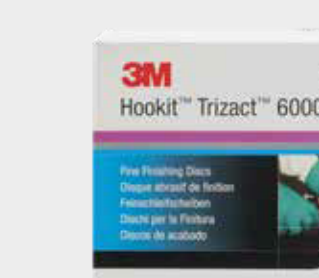 3M
Hookit™ Trizact™ 6000
Fine Finishing Discs
Disque abrasif de finition
Feinschleifscheiben
Dischi per la Finitura
Discos de acabado